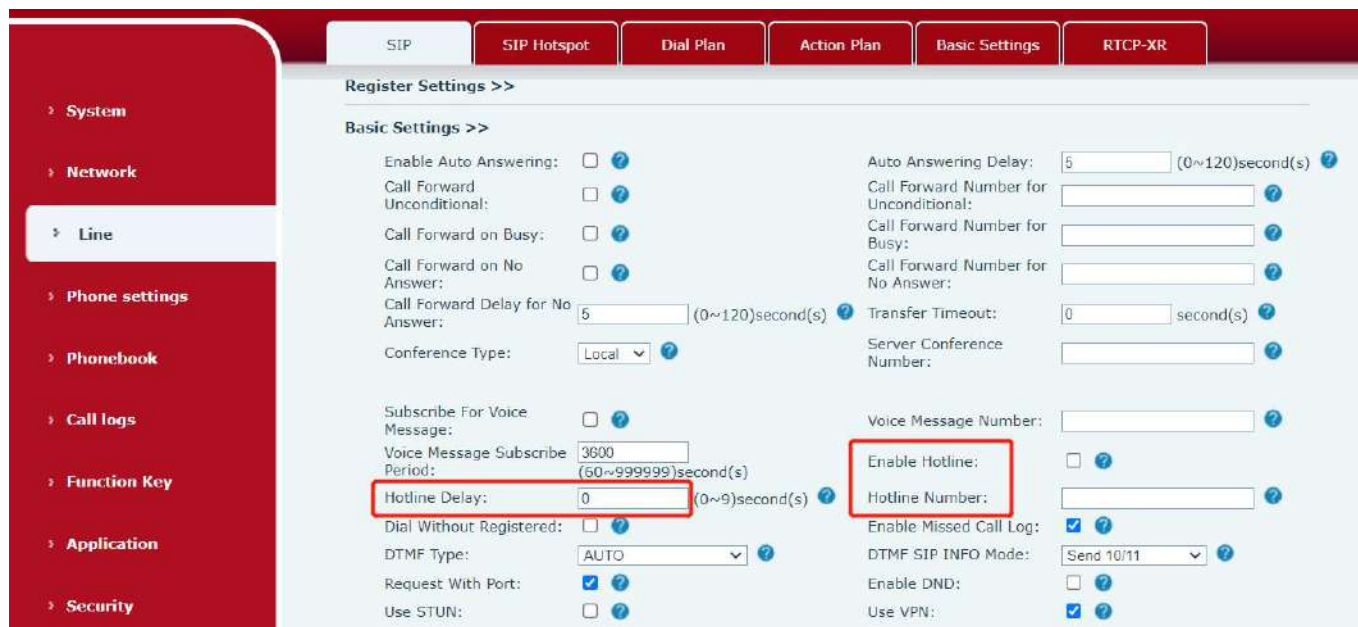 SIP
SIP Hotspot
Dial Plan
Action Plan
Basic Settings
RTCP-XR
System
Network
Line
Phone settings
Phonebook
Call logs
Function Key
Application
Security
Register Settings >>
Basic Settings >>
Enable Auto Answering:
Auto Answering Delay: 5 (0~120)second(s)
Call Forward
Unconditional:
Call Forward Number for
Unconditional:
Call Forward on Busy:
Call Forward Number for
Busy:
Call Forward on No
Answer:
Call Forward Number for
No Answer:
Call Forward Delay for No
Answer:
5 (0~120)second(s)
Transfer Timeout: 0 second(s)
Conference Type: Local
Server Conference
Number:
Subscribe For Voice
Message:
Voice Message Number:
Voice Message Subscribe
Period:
3600
(60~999999)second(s)
Enable Hotline:
Hotline Delay: 0 (0~9)second(s)
Hotline Number:
Dial Without Registered:
Enable Missed Call Log:
DTMF Type: AUTO
DTMF SIP INFO Mode: Send 10/11
Request With Port:
Enable DND:
Use STUN:
Use VPN: